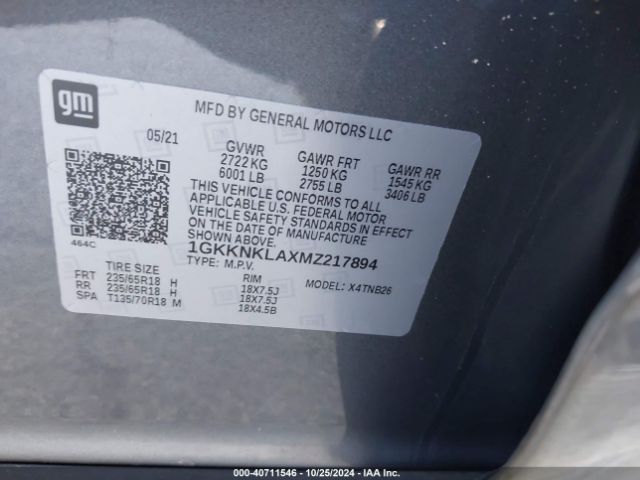 gm
MFD BY GENERAL MOTORS LLC
05/21
GVWR GAWR FRT GAWR RR
2722 KG 1250 KG 1545 KG
6001 LB 2755 LB 3406 LB
THIS VEHICLE CONFORMS TO ALL
APPLICABLE U.S. FEDERAL MOTOR
VEHICLE SAFETY STANDARDS IN EFFECT
ON THE DATE OF MANUFACTURE
SHOWN ABOVE.
464C
1GKKNKLAXMZ217894
TYPE: M.P.V. MODEL: X4TNB26
TIRE SIZE RIM
FRT 235/65R18 H 18X7.5J
RR 235/65R18 H 18X7.5J
SPA T135/70R18 M 18X4.5B
000-40711546 - 10/25/2024 - IAA Inc.